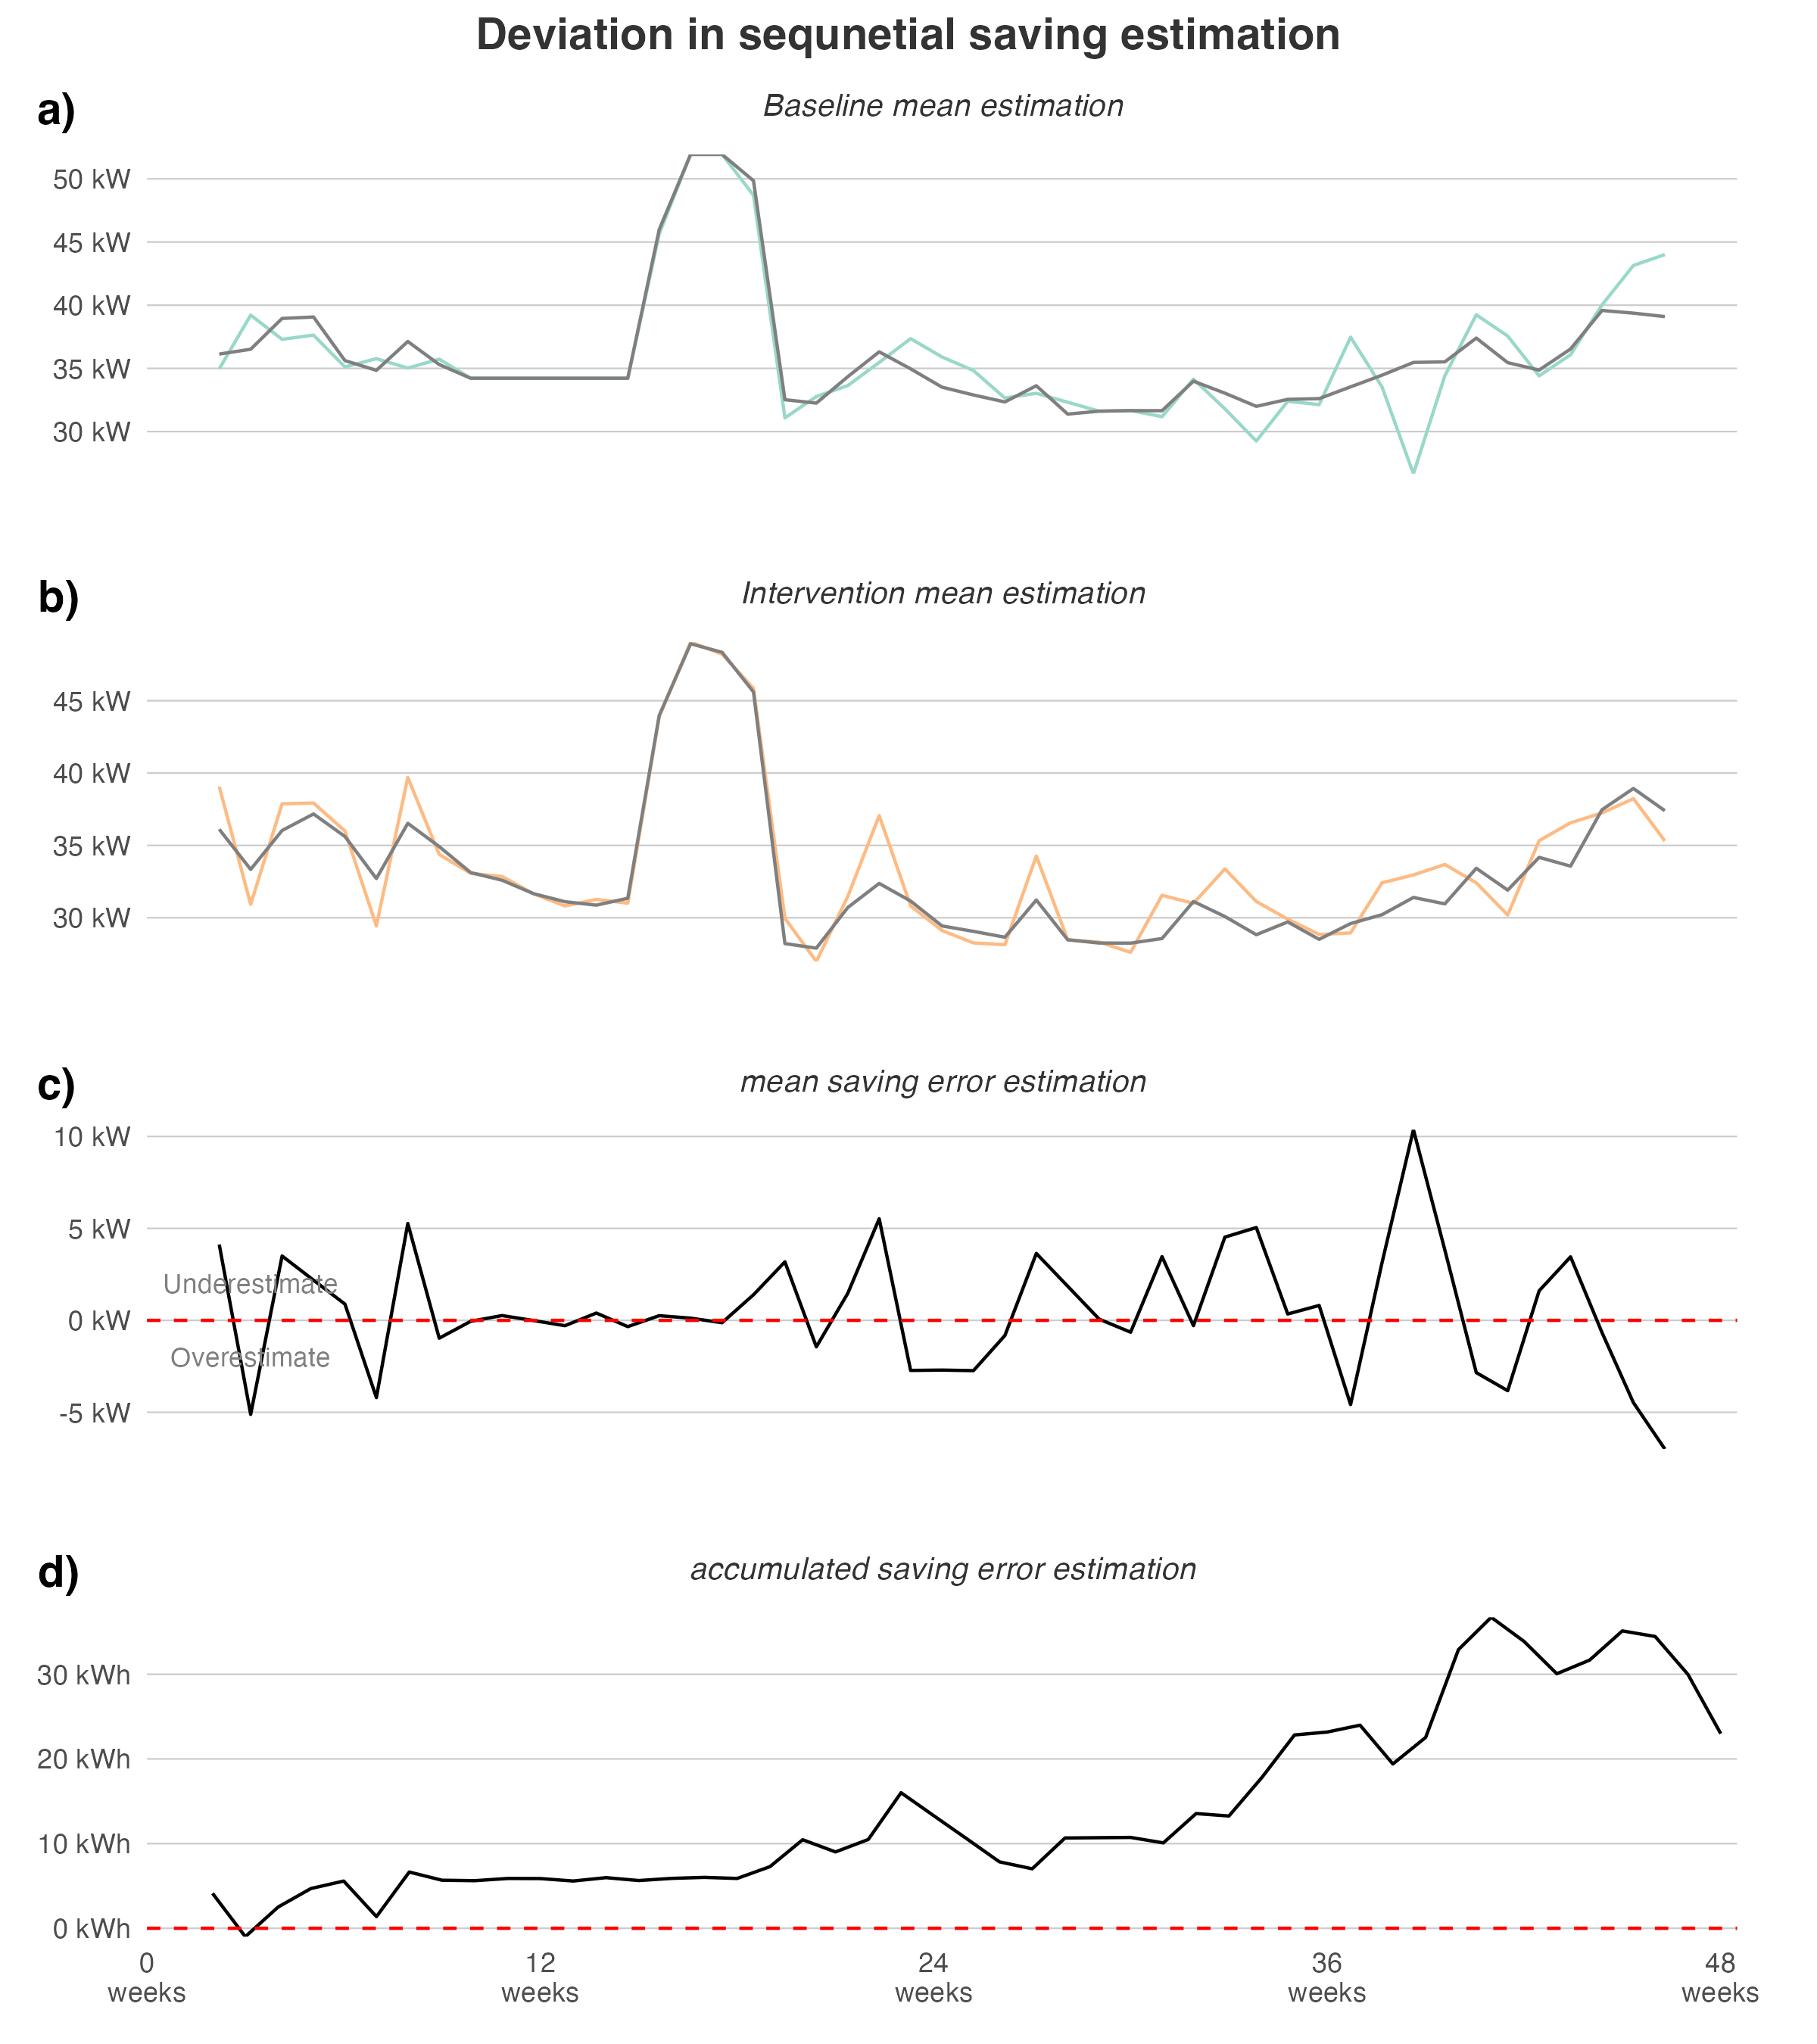 Deviation in sequnetial saving estimation
a)
Baseline mean estimation
50 kW
45 kW
40 kW
35 kW
30 kW
b)
Intervention mean estimation
45 kW
40 kW
35 kW
30 kW
c)
mean saving error estimation
10 kW
5 kW
Underestimate
0 kW
Overestimate
-5 kW
d)
accumulated saving error estimation
30 kWh
20 kWh
10 kWh
0 kWh
0
weeks
12
weeks
24
weeks
36
weeks
48
weeks